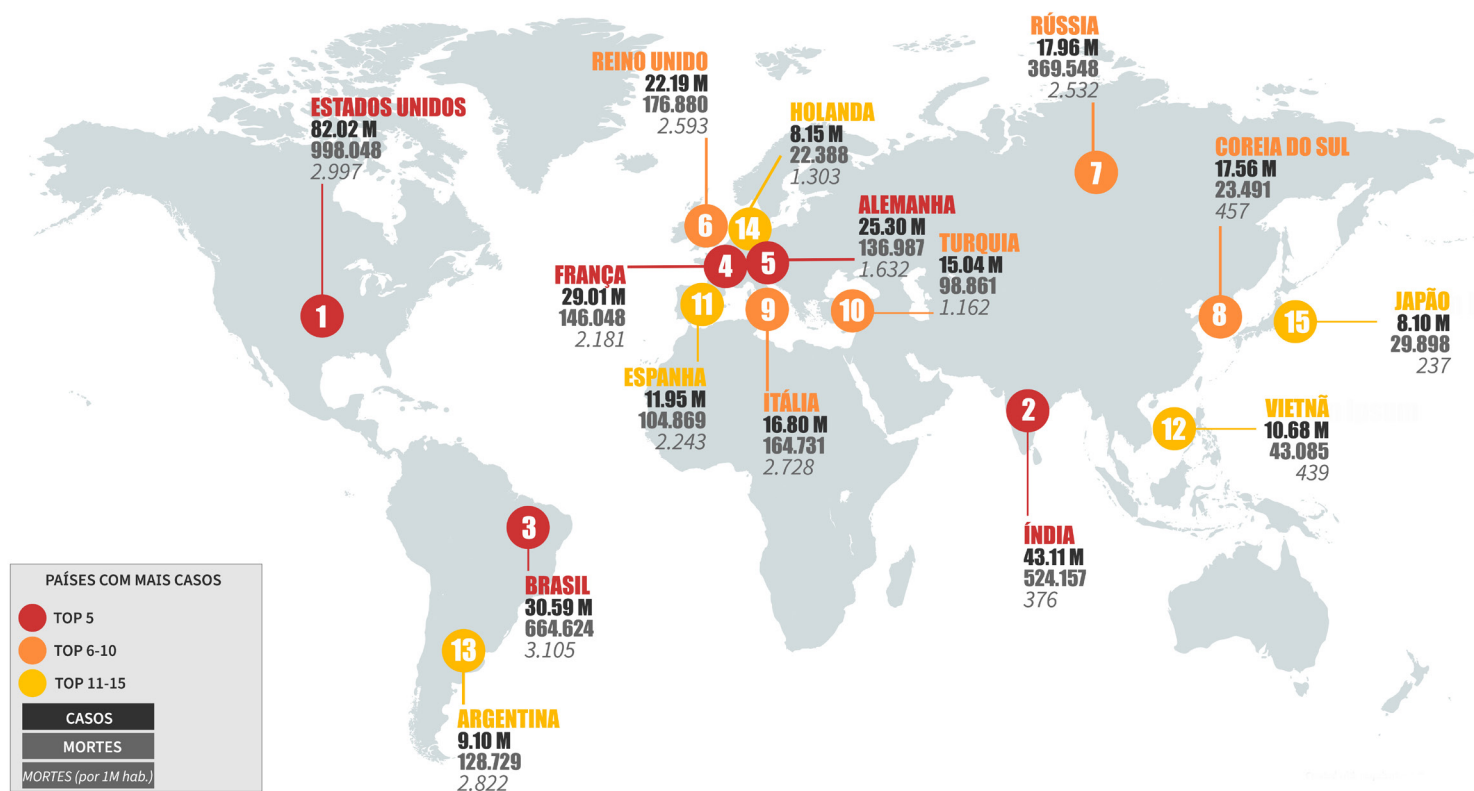 RÚSSIA
17.96 M
369.548
2.532
REINO UNIDO
22.19 M
176.880
2.593
ESTADOS UNIDOS
82.02 M
998.048
2.997
HOLANDA
8.15 M
22.388
1.303
COREIA DO SUL
17.56 M
23.491
457
7
6
14
ALEMANHA
25.30 M
136.987
1.632
TURQUIA
15.04 M
98.861
1.162
4
5
FRANÇA
29.01 M
146.048
2.181
1
11
9
10
8
15
JAPÃO
8.10 M
29.898
237
ESPANHA
11.95 M
104.869
2.243
ITÁLIA
16.80 M
164.731
2.728
2
12
VIETNÃ
10.68 M
43.085
439
3
ÍNDIA
43.11 M
524.157
376
BRASIL
30.59 M
664.624
3.105
13
ARGENTINA
9.10 M
128.729
2.822
PAÍSES COM MAIS CASOS
TOP 5
TOP 6-10
TOP 11-15
CASOS
MORTES
MORTES (por 1M hab.)